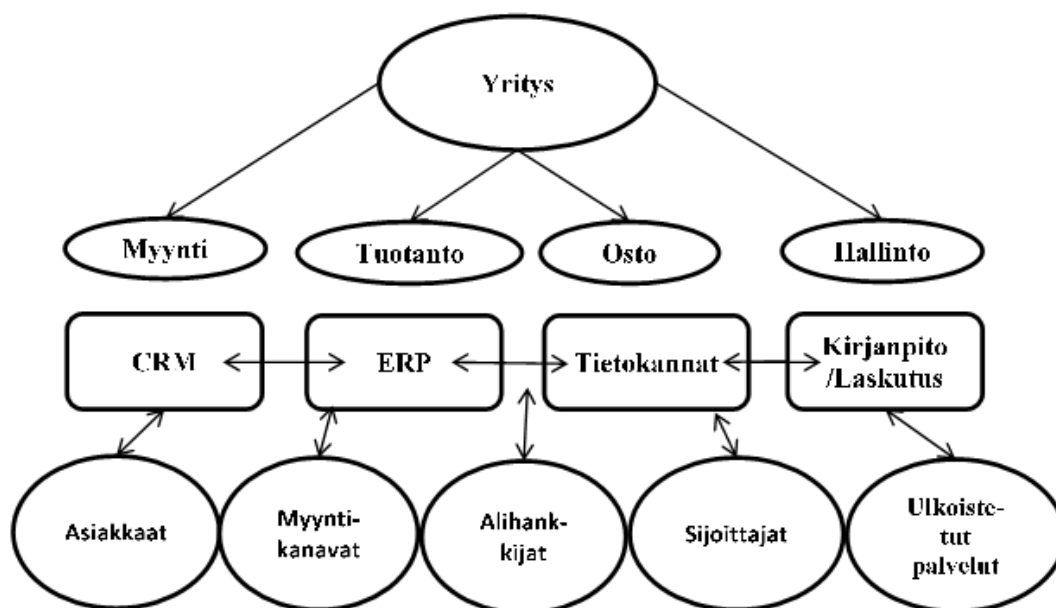 Yritys
Myynti
Tuotanto
Osto
Hallinto
CRM
ERP
Tietokannat
Kirjanpito
/Laskutus
Asiakkaat
Myynti-
kanavat
Alihank-
kijat
Sijoittajat
Ulkoiste-
tut
palvelut